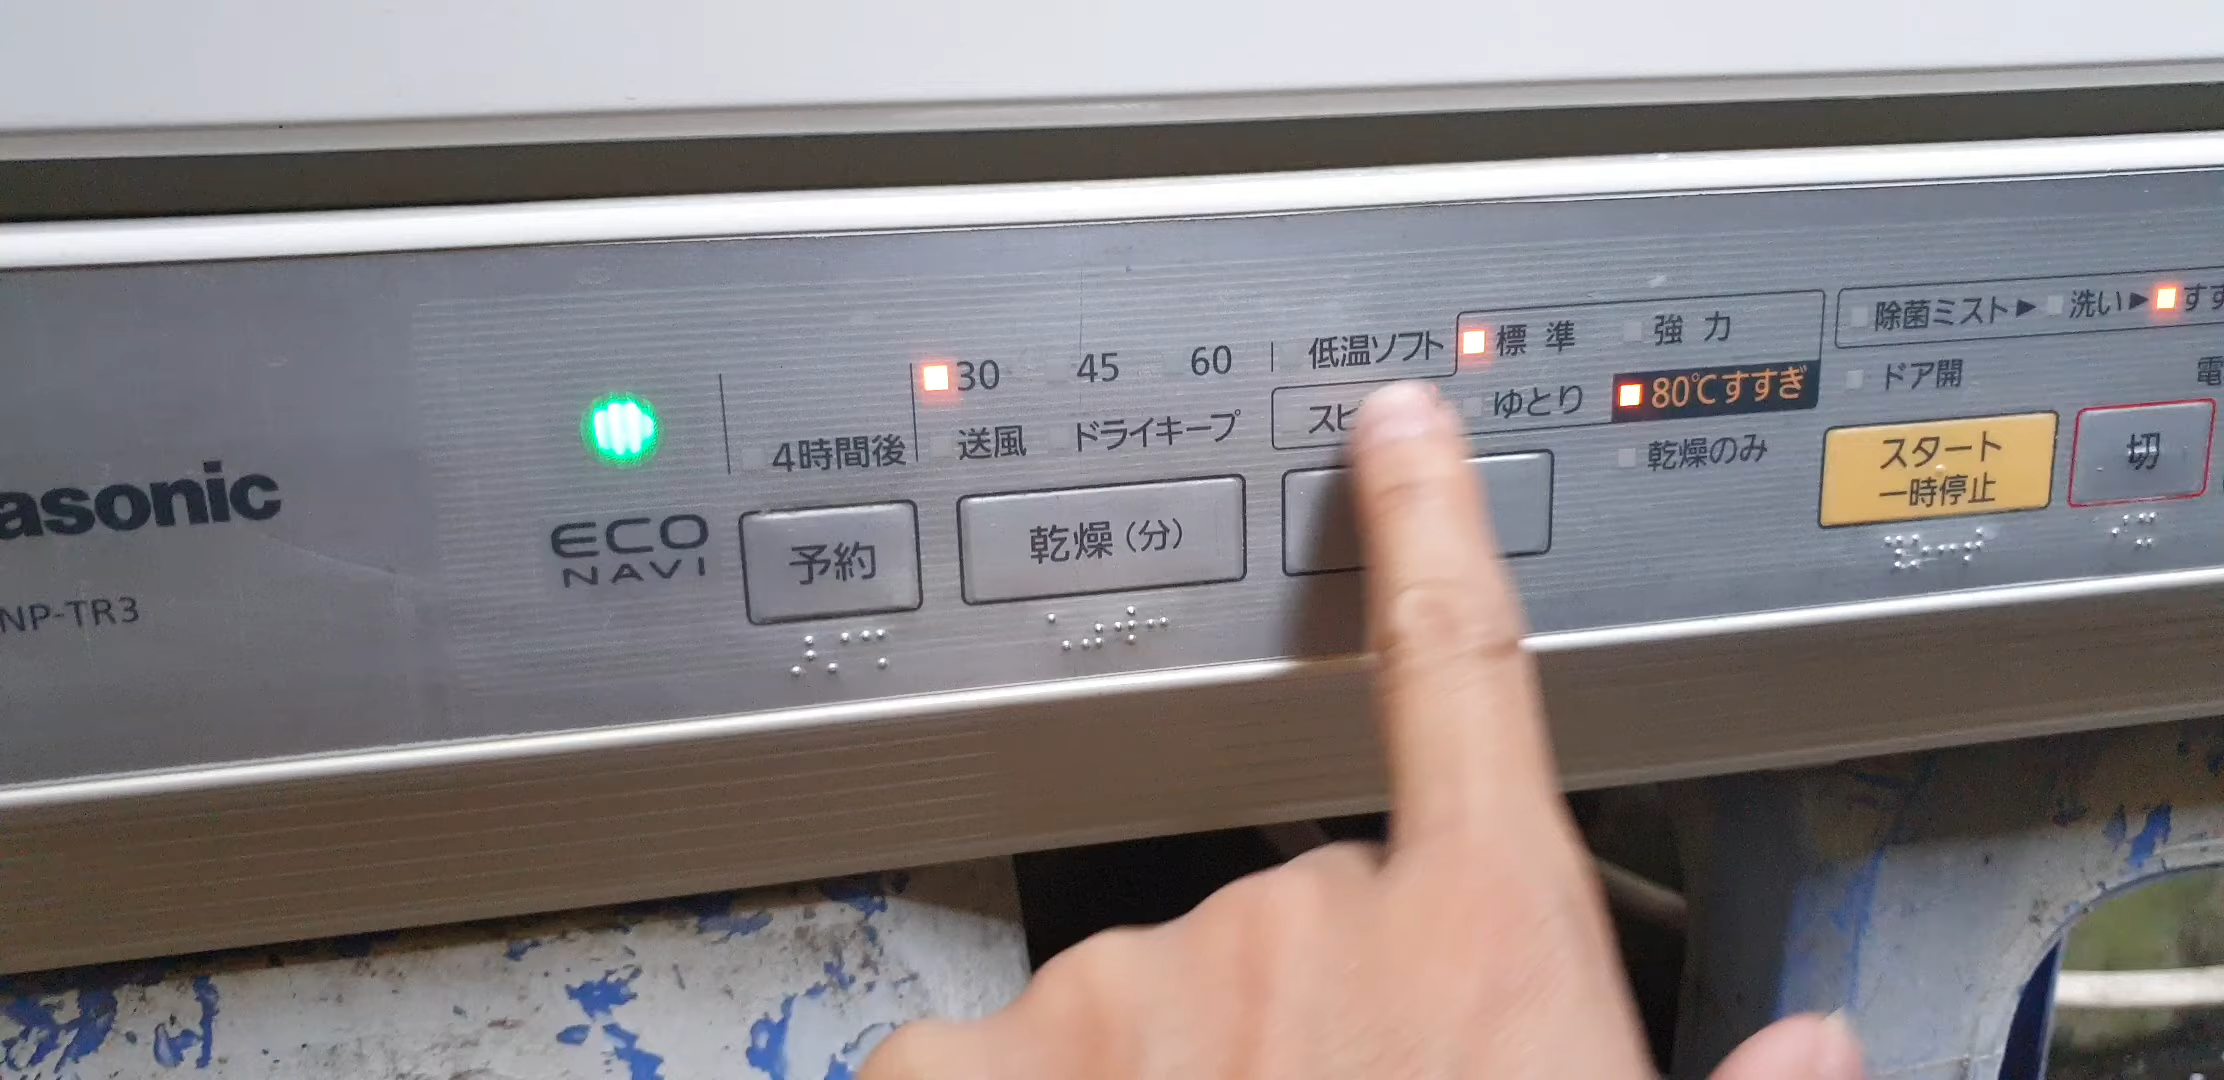 asonic
NP-TR3
ECO
NAVI
4時間後
予約
30 45 60
送風 ドライキープ
乾燥(分)
低温ソフト
標準 強力
ゆとり 80℃すすぎ
乾燥のみ
除菌ミスト▶ 洗い▶
ドア開
スタート
一時停止
切